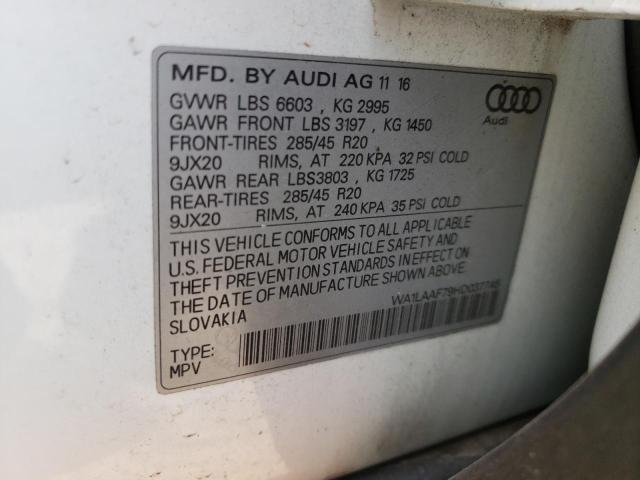 MFD. BY AUDI AG 11 16
GVWR LBS 6603 , KG 2995
GAWR FRONT LBS 3197 , KG 1450
FRONT-TIRES 285/45 R20
9JX20 RIMS, AT 220 KPA 32 PSI COLD
GAWR REAR LBS3803 , KG 1725
REAR-TIRES 285/45 R20
9JX20 RIMS, AT 240 KPA 35 PSI COLD
Audi
THIS VEHICLE CONFORMS TO ALL APPLICABLE
U.S. FEDERAL MOTOR VEHICLE SAFETY AND
THEFT PREVENTION STANDARDS IN EFFECT ON
THE DATE OF MANUFACTURE SHOWN ABOVE.
SLOVAKIA
WA1LAAF79HD037745
TYPE:
MPV